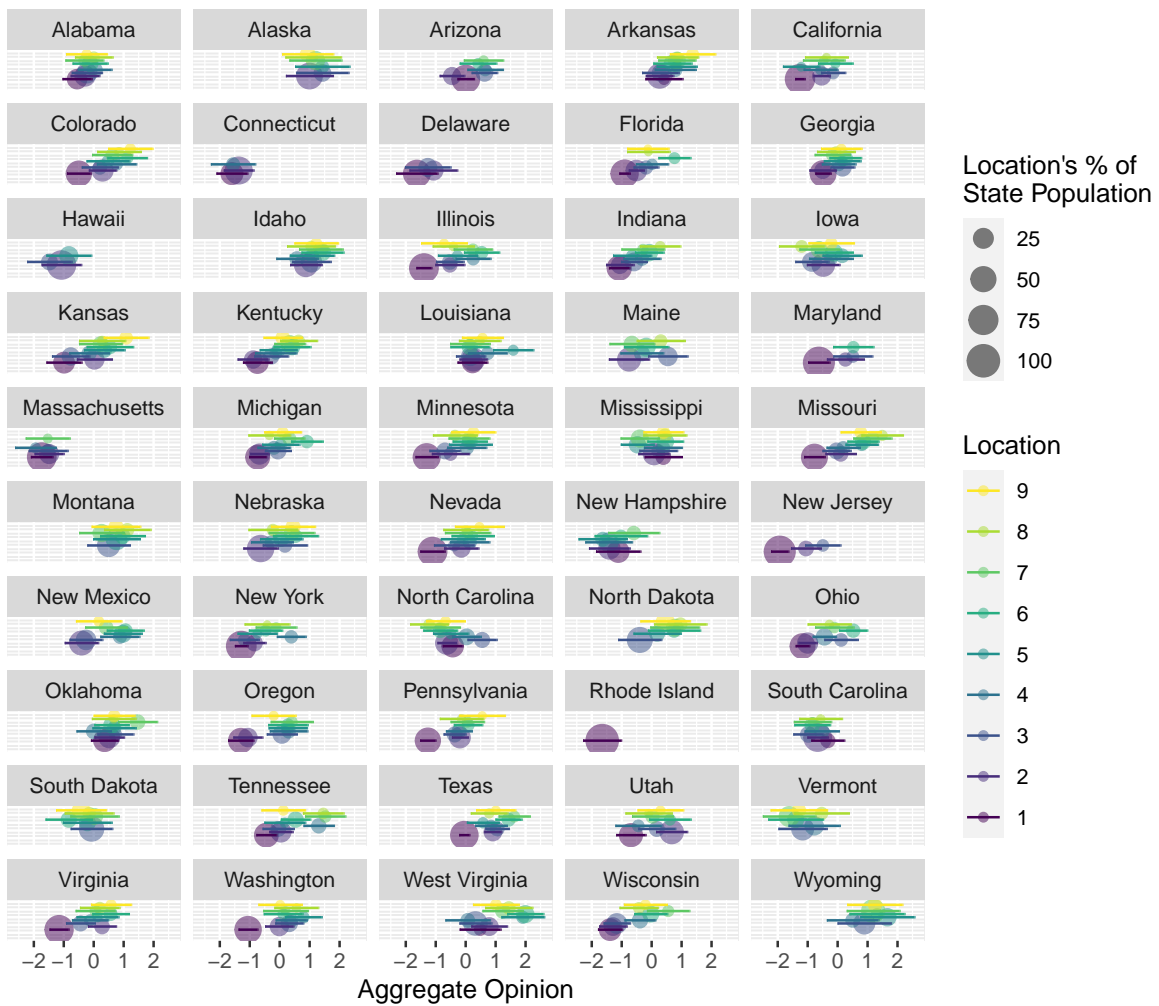 Alabama Alaska Arizona Arkansas California
Colorado Connecticut Delaware Florida Georgia
Hawaii Idaho Illinois Indiana Iowa
Kansas Kentucky Louisiana Maine Maryland
Massachusetts Michigan Minnesota Mississippi Missouri
Montana Nebraska Nevada New Hampshire New Jersey
New Mexico New York North Carolina North Dakota Ohio
Oklahoma Oregon Pennsylvania Rhode Island South Carolina
South Dakota Tennessee Texas Utah Vermont
Virginia Washington West Virginia Wisconsin Wyoming
−2 −1 0 1 2 −2 −1 0 1 2 −2 −1 0 1 2 −2 −1 0 1 2 −2 −1 0 1 2
Aggregate Opinion
Location's % of
State Population
25
50
75
100
Location
9
8
7
6
5
4
3
2
1